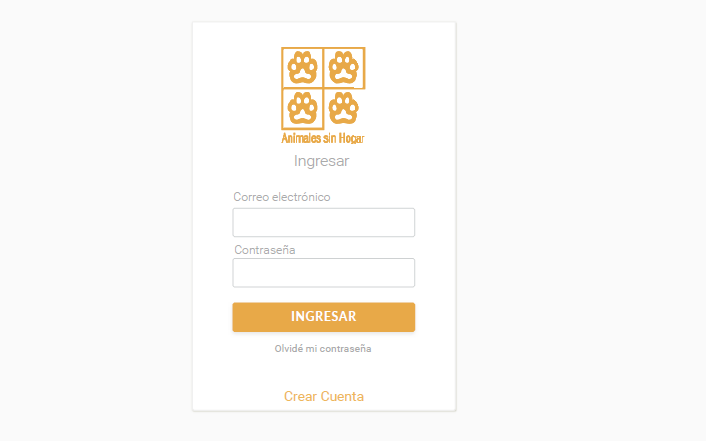 Animales sin Hogar
Ingresar
Correo electrónico
Contraseña
INGRESAR
Olvidé mi contraseña
Crear Cuenta